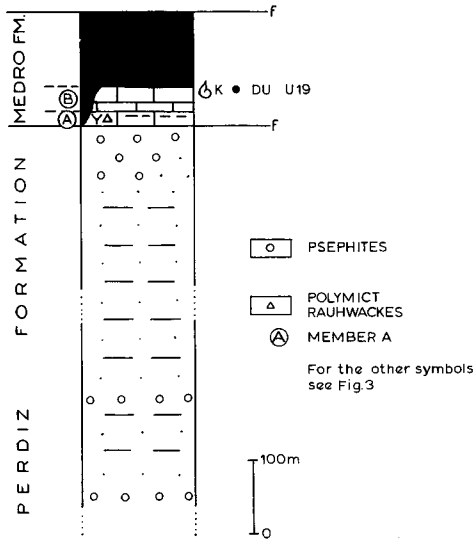 f
MEDRO FM.
B
K • DU U19
A
f
PERDIZ FORMATION
PSEPHITES
POLYMICT
RAUHWACKES
A MEMBER A
For the other symbols
see Fig.3
100m
0